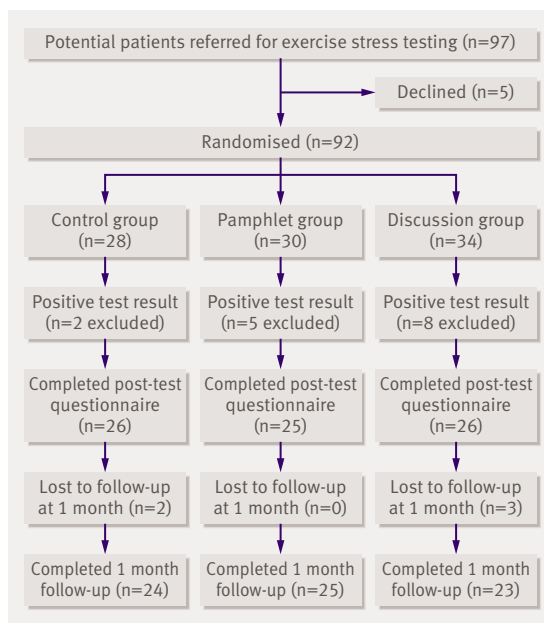 Potential patients referred for exercise stress testing (n=97)
Declined (n=5)
Randomised (n=92)
Control group
(n=28)
Pamphlet group
(n=30)
Discussion group
(n=34)
Positive test result
(n=2 excluded)
Positive test result
(n=5 excluded)
Positive test result
(n=8 excluded)
Completed post-test
questionnaire
(n=26)
Completed post-test
questionnaire
(n=25)
Completed post-test
questionnaire
(n=26)
Lost to follow-up
at 1 month (n=2)
Lost to follow-up
at 1 month (n=0)
Lost to follow-up
at 1 month (n=3)
Completed 1 month
follow-up (n=24)
Completed 1 month
follow-up (n=25)
Completed 1 month
follow-up (n=23)